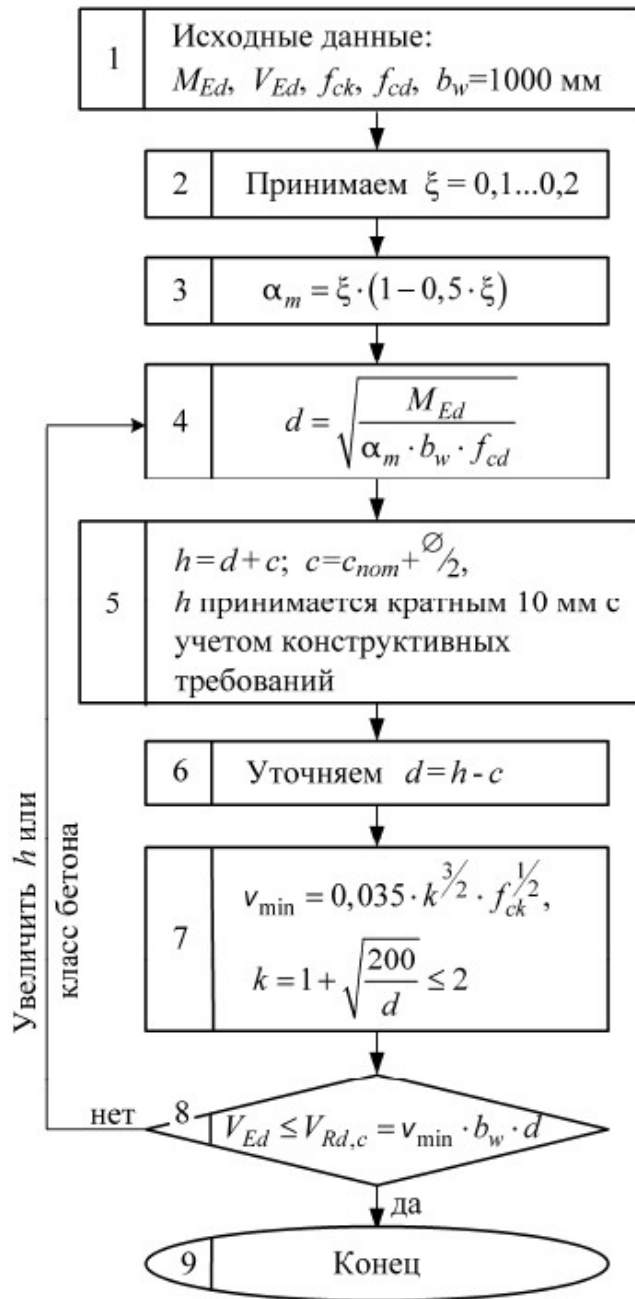 1
Исходные данные:
M_Ed, V_Ed, f_ck, f_cd, b_w=1000 мм
2 Принимаем ξ = 0,1...0,2
3 α_m = ξ · (1 − 0,5 · ξ)
4 d = √(M_Ed / (α_m · b_w · f_cd))
5
h = d + c; c = c_nom + ∅/2,
h принимается кратным 10 мм с
учетом конструктивных
требований
6 Уточняем d = h - c
7
v_min = 0,035 · k^(3/2) · f_ck^(1/2),
k = 1 + √(200/d) ≤ 2
8 V_Ed ≤ V_Rd,c = v_min · b_w · d
нет
Увеличить h или
класс бетона
да
9 Конец